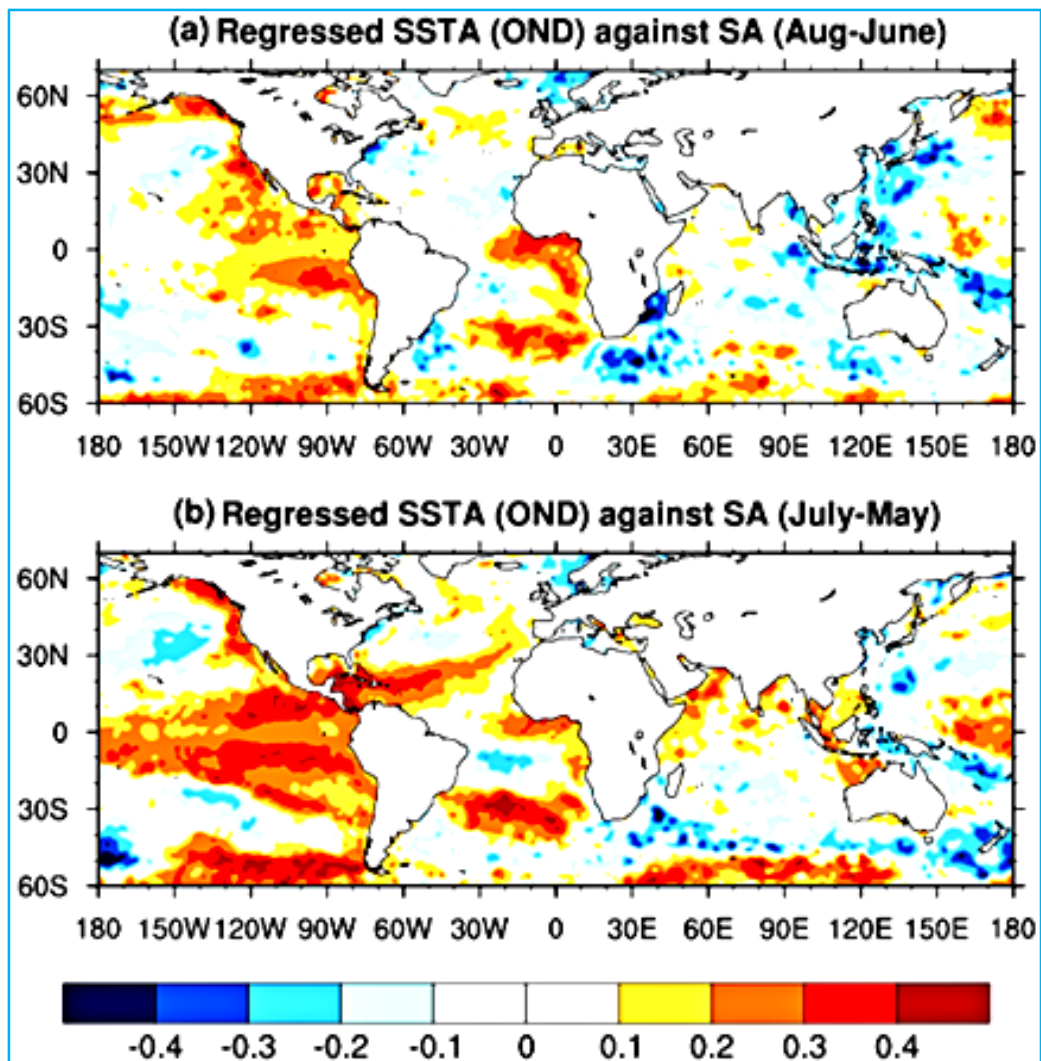 (a) Regressed SSTA (OND) against SA (Aug-June)
60N
30N
0
30S
60S
180 150W 120W 90W 60W 30W 0 30E 60E 90E 120E 150E 180
(b) Regressed SSTA (OND) against SA (July-May)
60N
30N
0
30S
60S
180 150W 120W 90W 60W 30W 0 30E 60E 90E 120E 150E 180
-0.4 -0.3 -0.2 -0.1 0 0.1 0.2 0.3 0.4